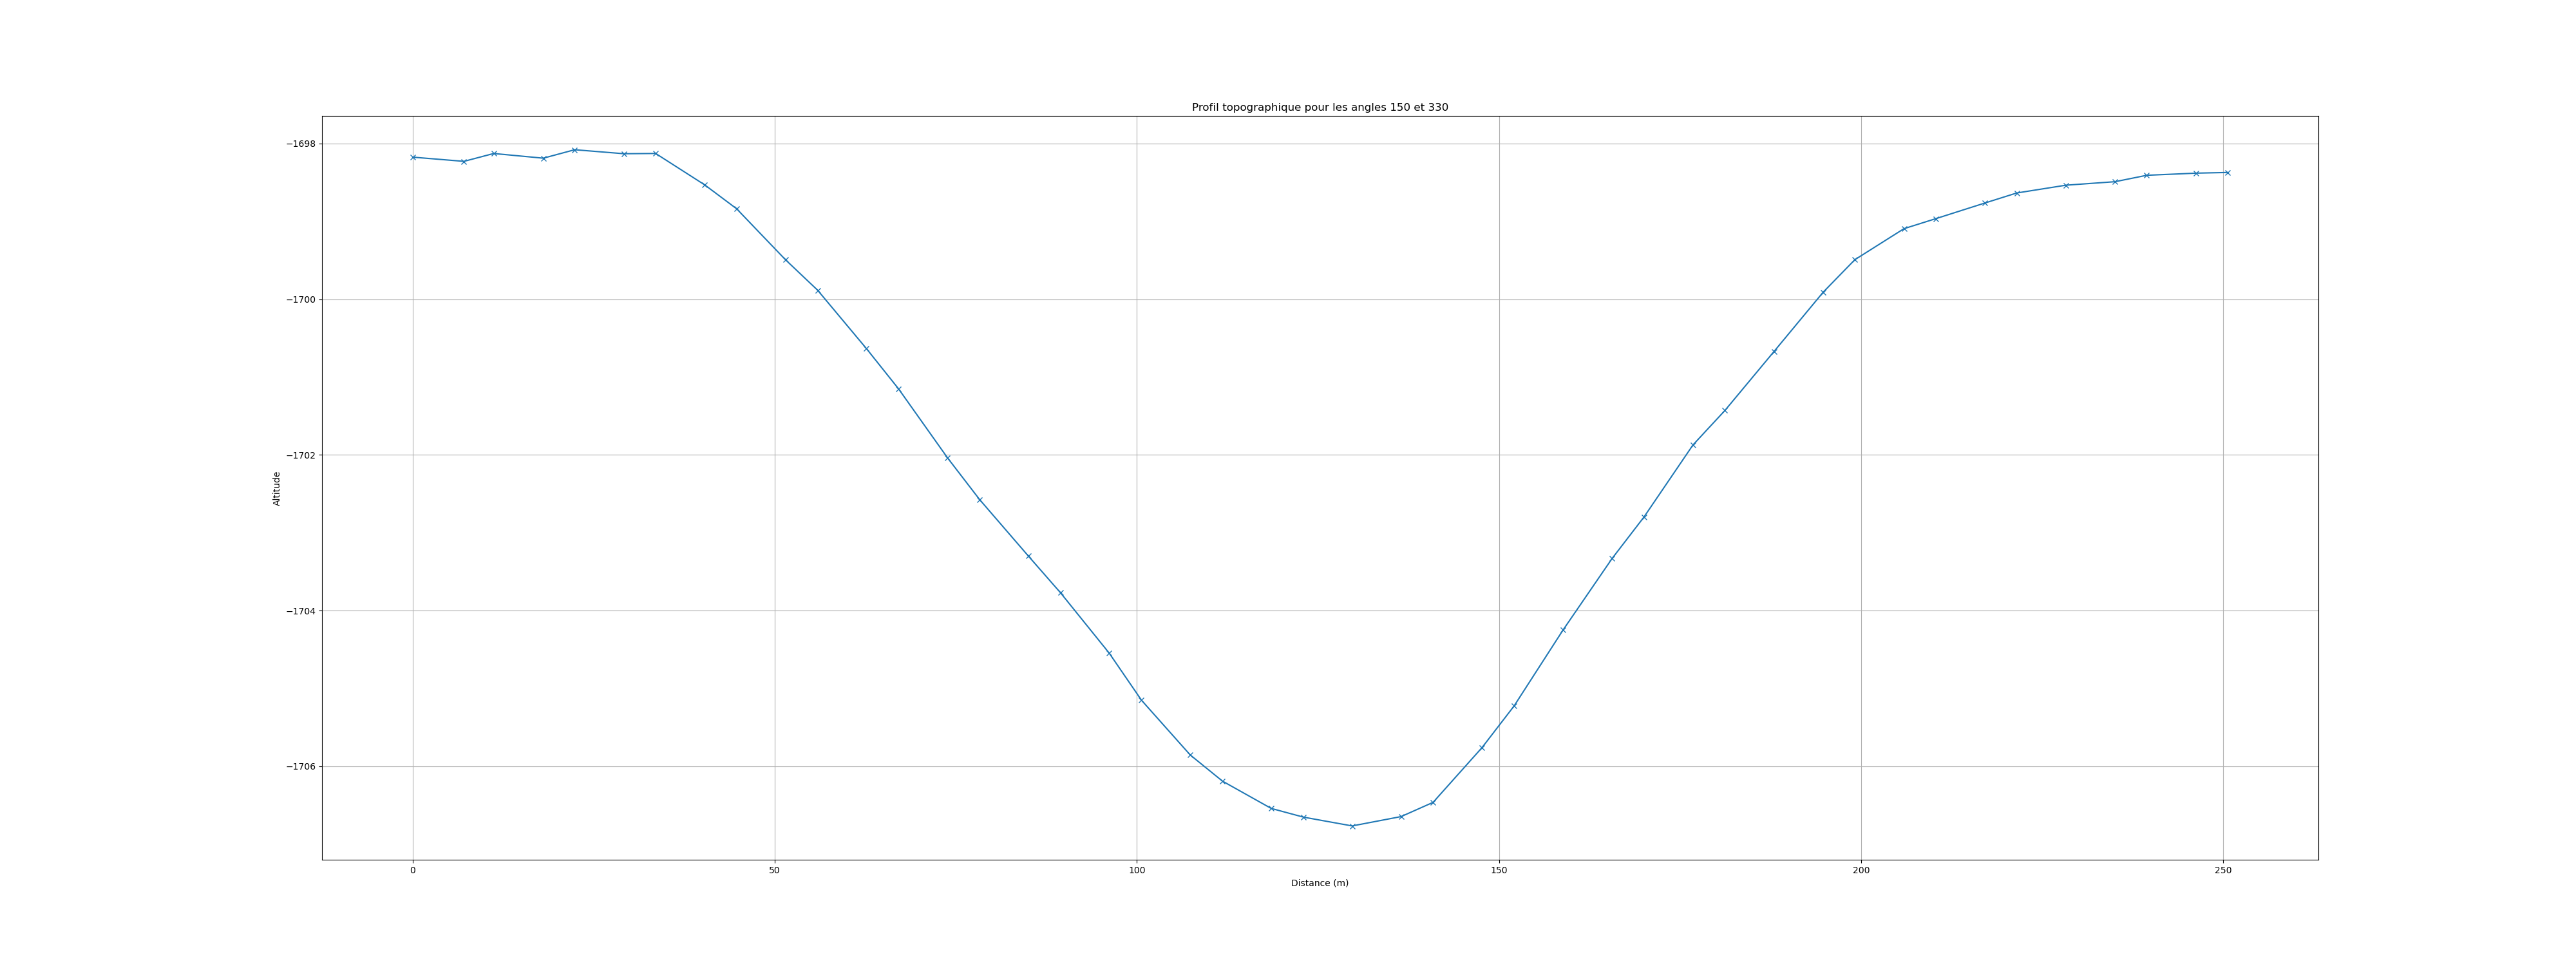 Profil topographique pour les angles 150 et 330
−1698
−1700
−1702
−1704
−1706
Altitude
0 50 100 150 200 250
Distance (m)